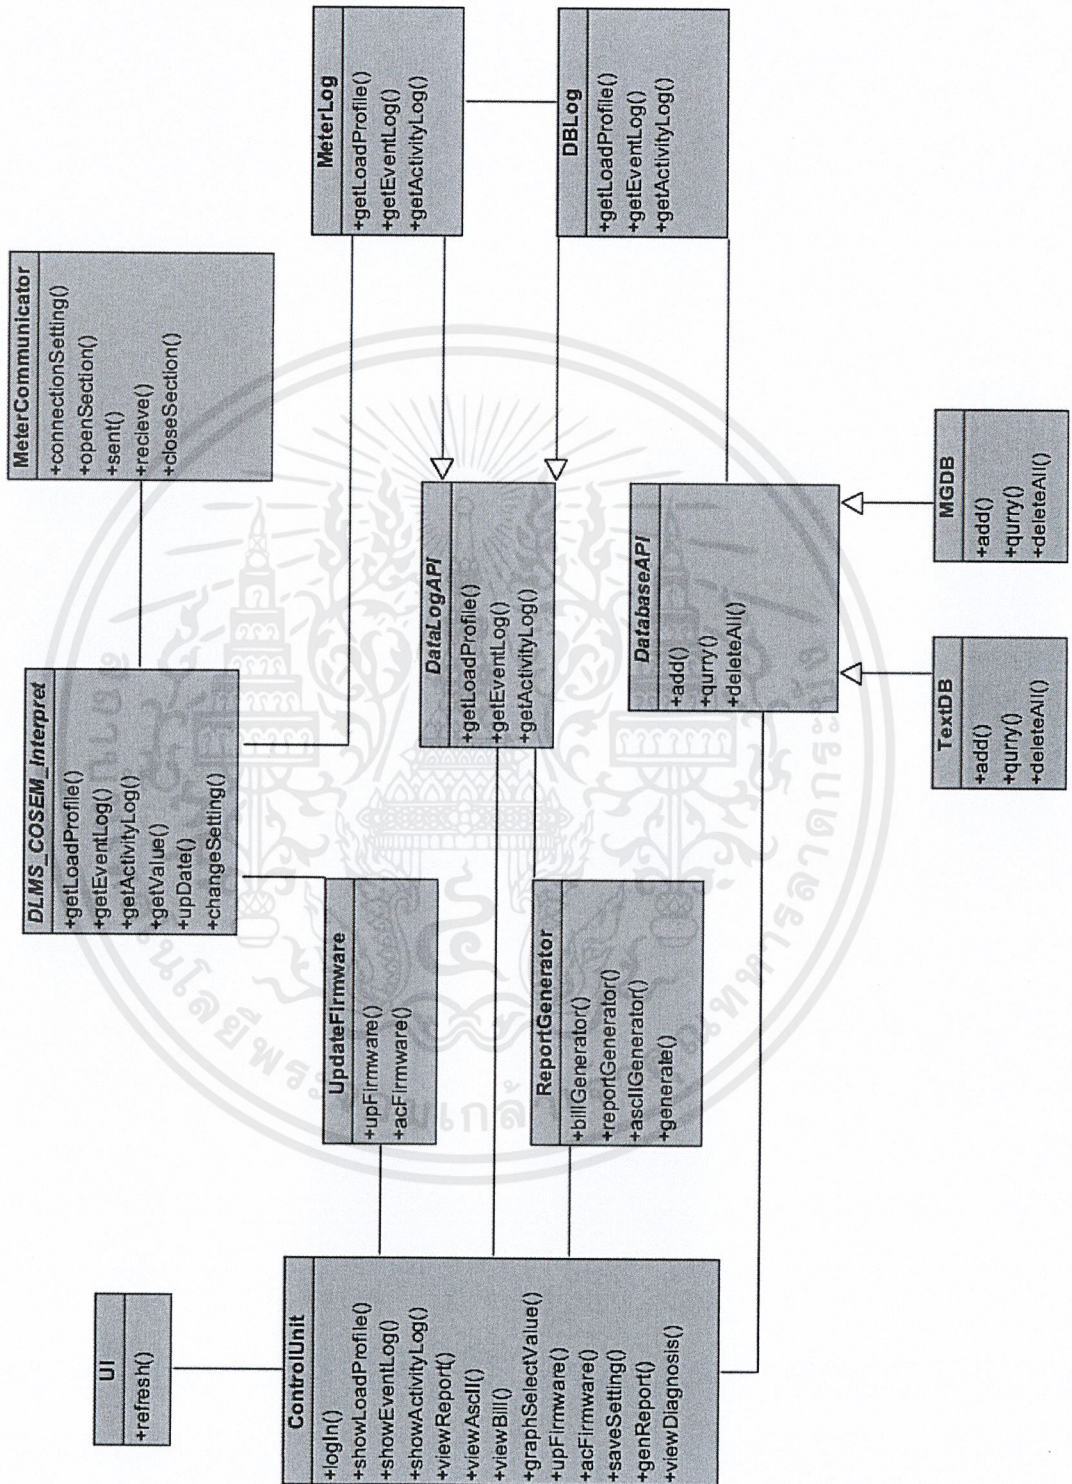 UI
+refresh()
ControlUnit
+logIn()
+showLoadProfile()
+showEventLog()
+showActivityLog()
+viewReport()
+viewAscII()
+viewBill()
+graphSelectValue()
+upFirmware()
+acFirmware()
+saveSetting()
+genReport()
+viewDiagnosis()
UpdateFirmware
+upFirmware()
+acFirmware()
ReportGenerator
+billGenerator()
+reportGenerator()
+ascIIGenerator()
+generate()
DLMS_COSEM_Interpret
+getLoadProfile()
+getEventLog()
+getActivityLog()
+getValue()
+upDate()
+changeSetting()
MeterCommunicator
+connectionSetting()
+openSection()
+sent()
+recieve()
+closeSection()
DataLogAPI
+getLoadProfile()
+getEventLog()
+getActivityLog()
DatabaseAPI
+add()
+qurry()
+deleteAll()
TextDB
+add()
+qurry()
+deleteAll()
MGDB
+add()
+qurry()
+deleteAll()
MeterLog
+getLoadProfile()
+getEventLog()
+getActivityLog()
DBLog
+getLoadProfile()
+getEventLog()
+getActivityLog()